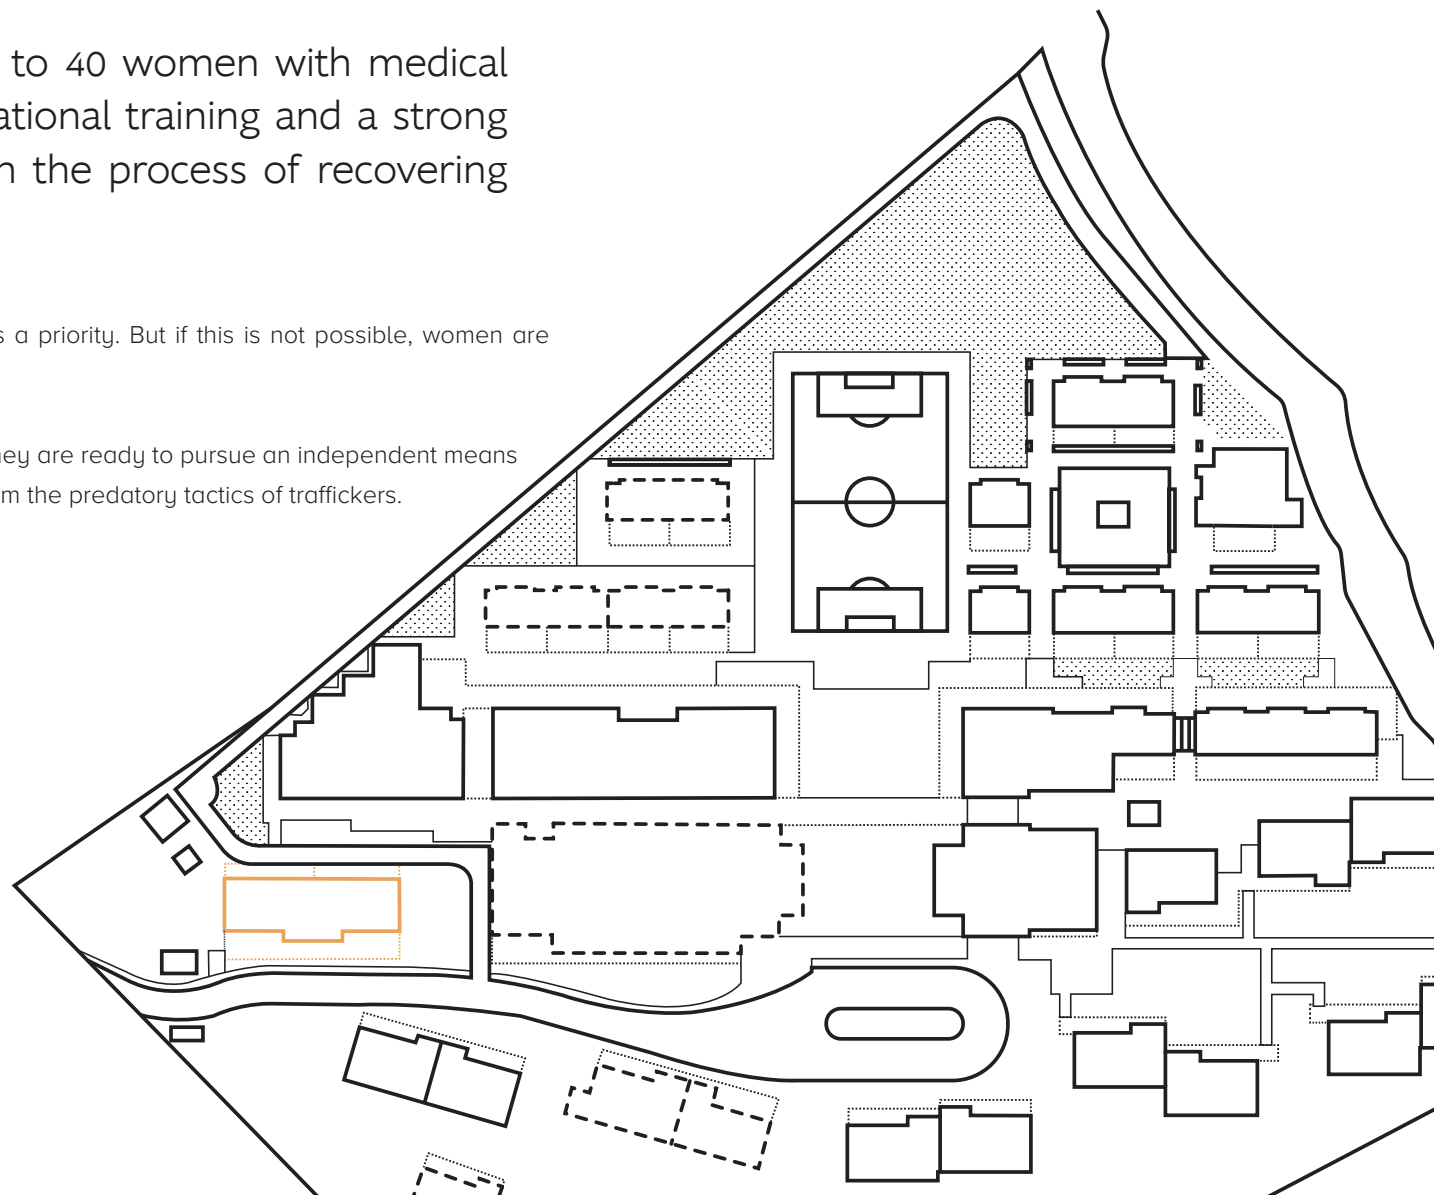 to 40 women with medical
ational training and a strong
the process of recovering
a priority. But if this is not possible, women are
ey are ready to pursue an independent means
m the predatory tactics of traffickers.